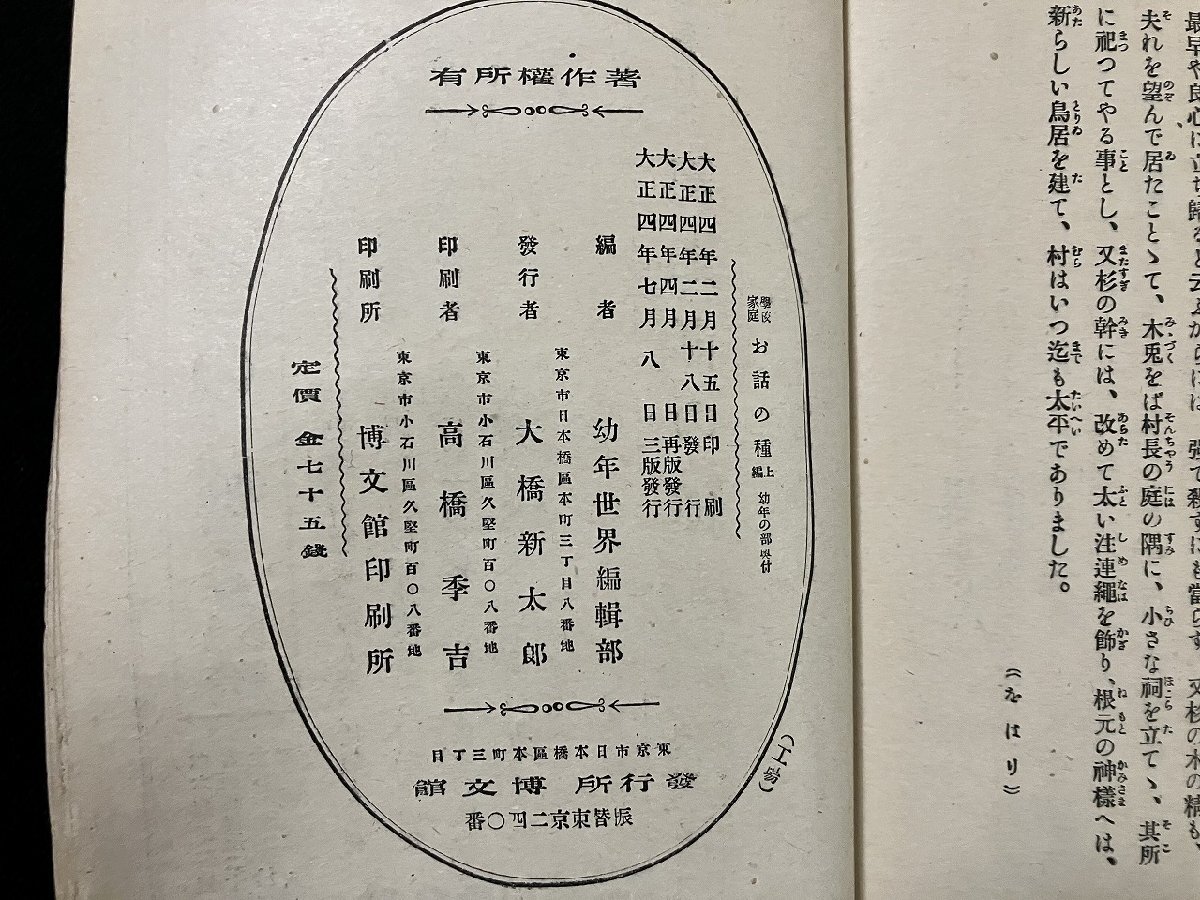 夫れを望んで居たことゝて、木兎をば村長の庭の隅に、小さな祠を立てゝ、其所
に祀つてやる事とし、又杉の幹には、改めて太い注連繩を飾り、根元の神樣へは、
新らしい鳥居を建て、村はいつ迄も太平でありました。
(をはり)
著作權所有
學校家庭 お話の種 上編 幼年の部奥付
大正四年二月十五日印刷
大正四年二月十八日發行
大正四年四月 日再版發行
大正四年七月八日三版發行
編者 幼年世界編輯部
東京市日本橋區本町三丁目八番地
發行者 大橋新太郎
東京市小石川區久堅町百〇八番地
印刷者 高橋季吉
東京市小石川區久堅町百〇八番地
印刷所 博文館印刷所
定價金七十五錢
東京市日本橋區本町三丁目
發行所 博文館
振替東京二四〇番